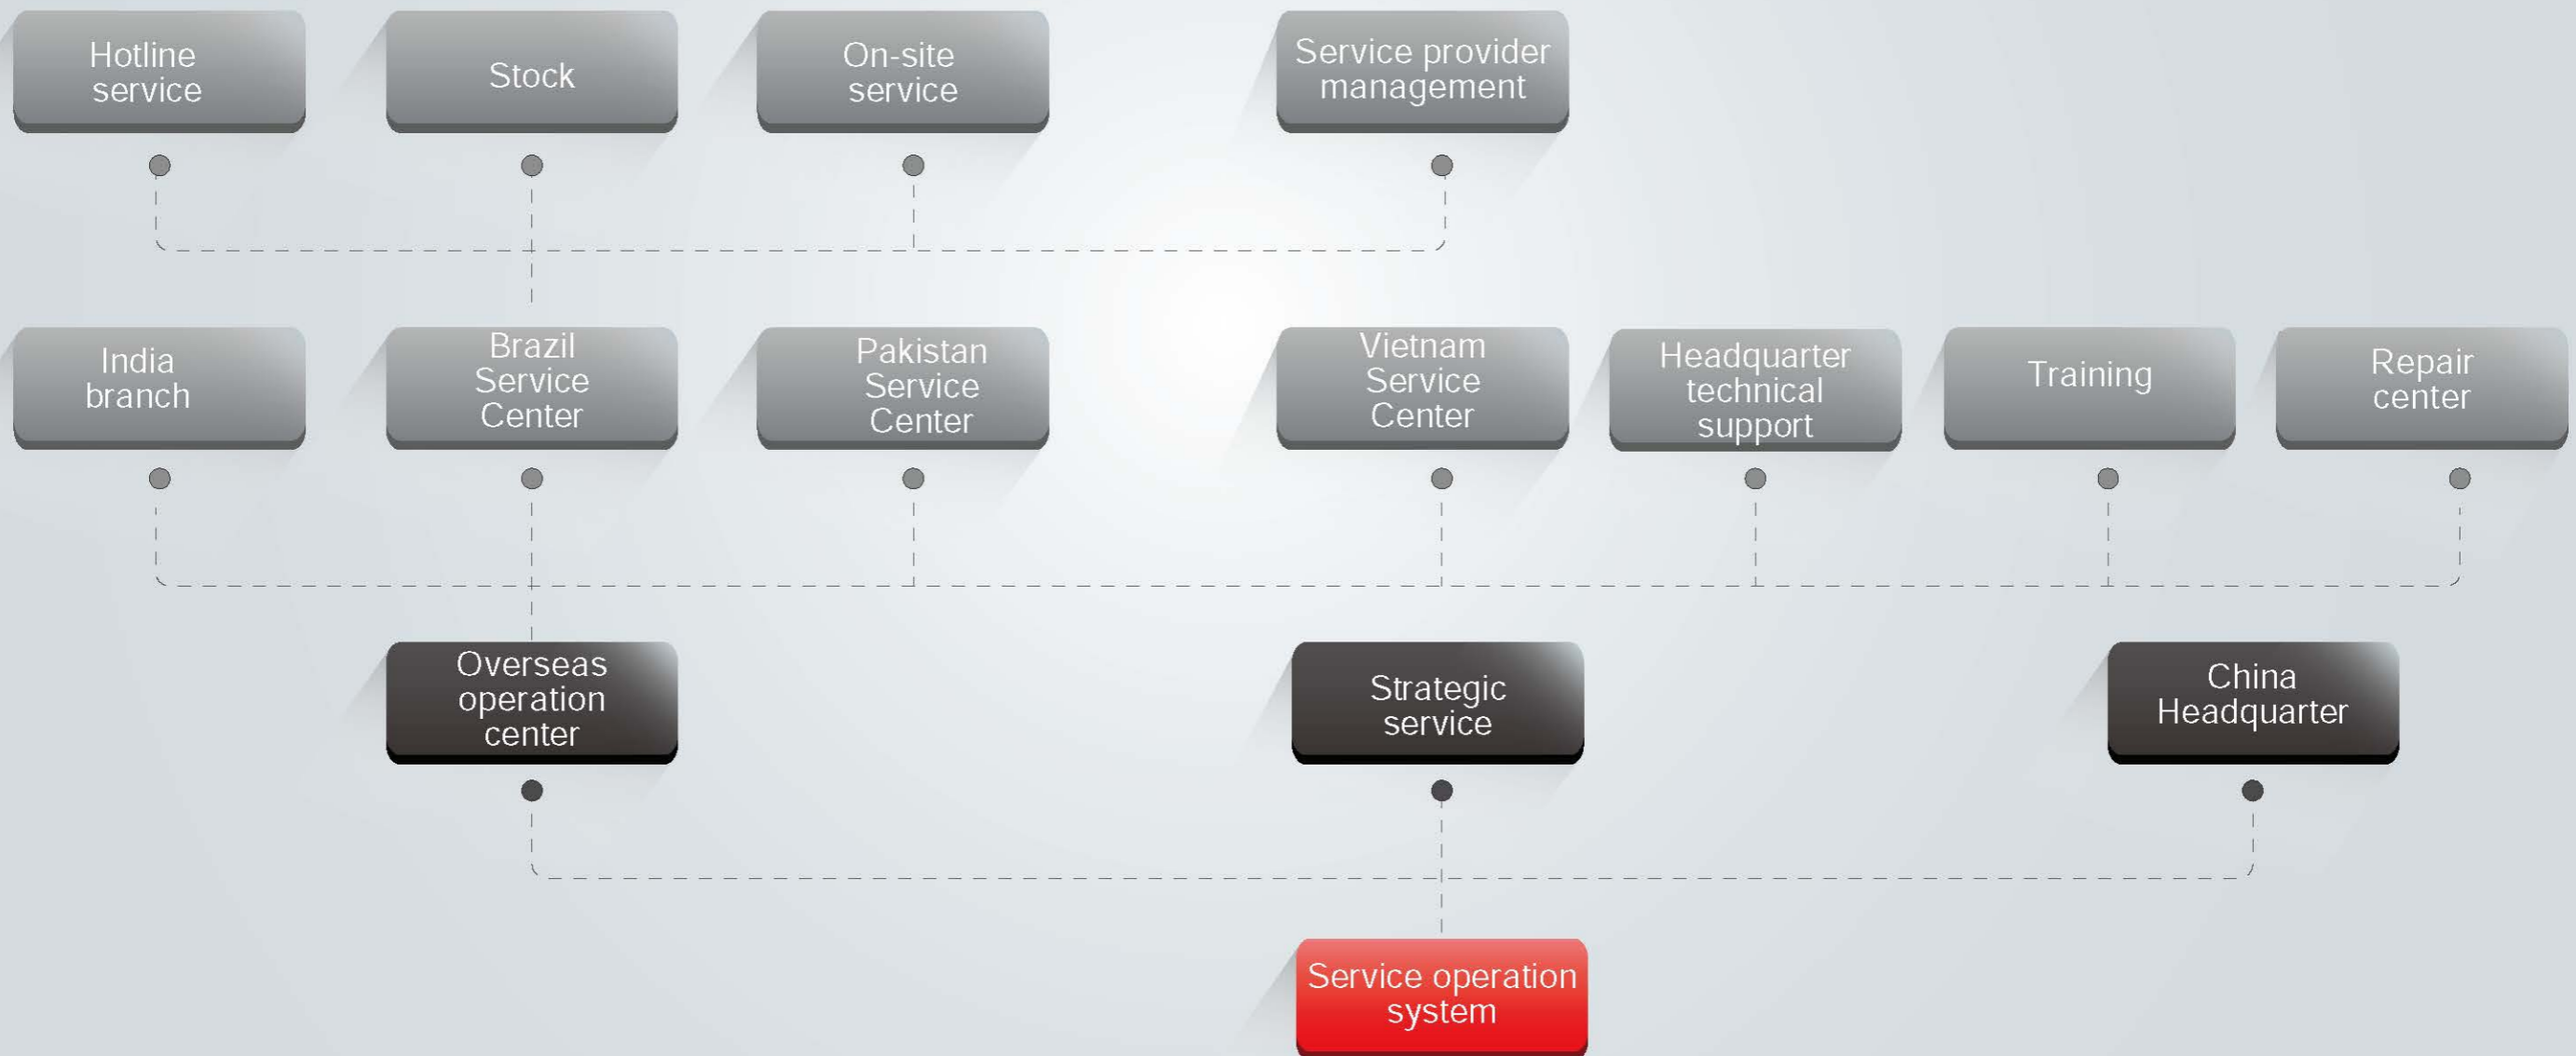 Hotline
service
Stock
On-site
service
Service provider
management
India
branch
Brazil
Service
Center
Pakistan
Service
Center
Vietnam
Service
Center
Headquarter
technical
support
Training
Repair
center
Overseas
operation
center
Strategic
service
China
Headquarter
Service operation
system